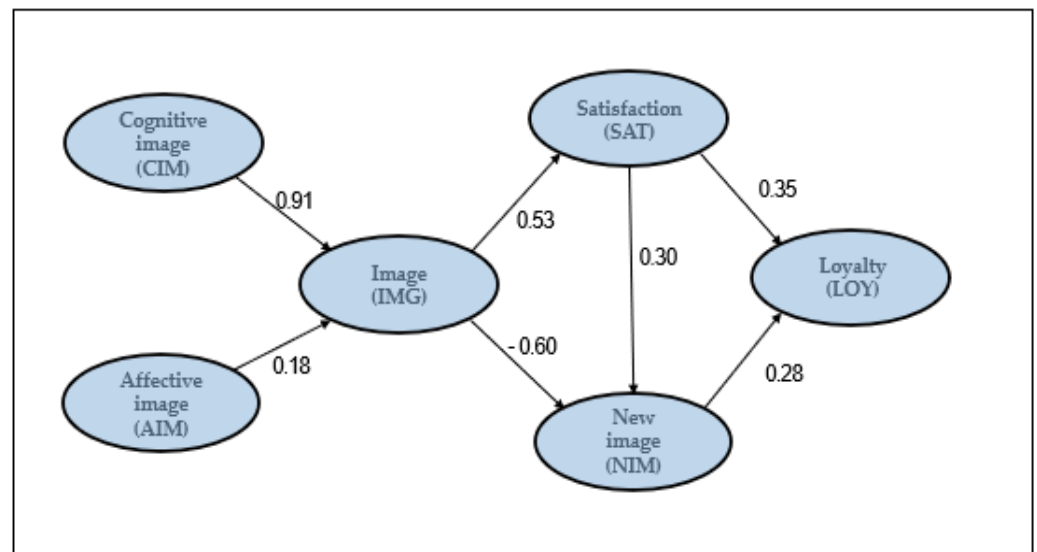 Cognitive
image
(CIM)
Satisfaction
(SAT)
0.91
0.53
0.35
0.30
Image
(IMG)
Loyalty
(LOY)
0.18
- 0.60
0.28
Affective
image
(AIM)
New
image
(NIM)